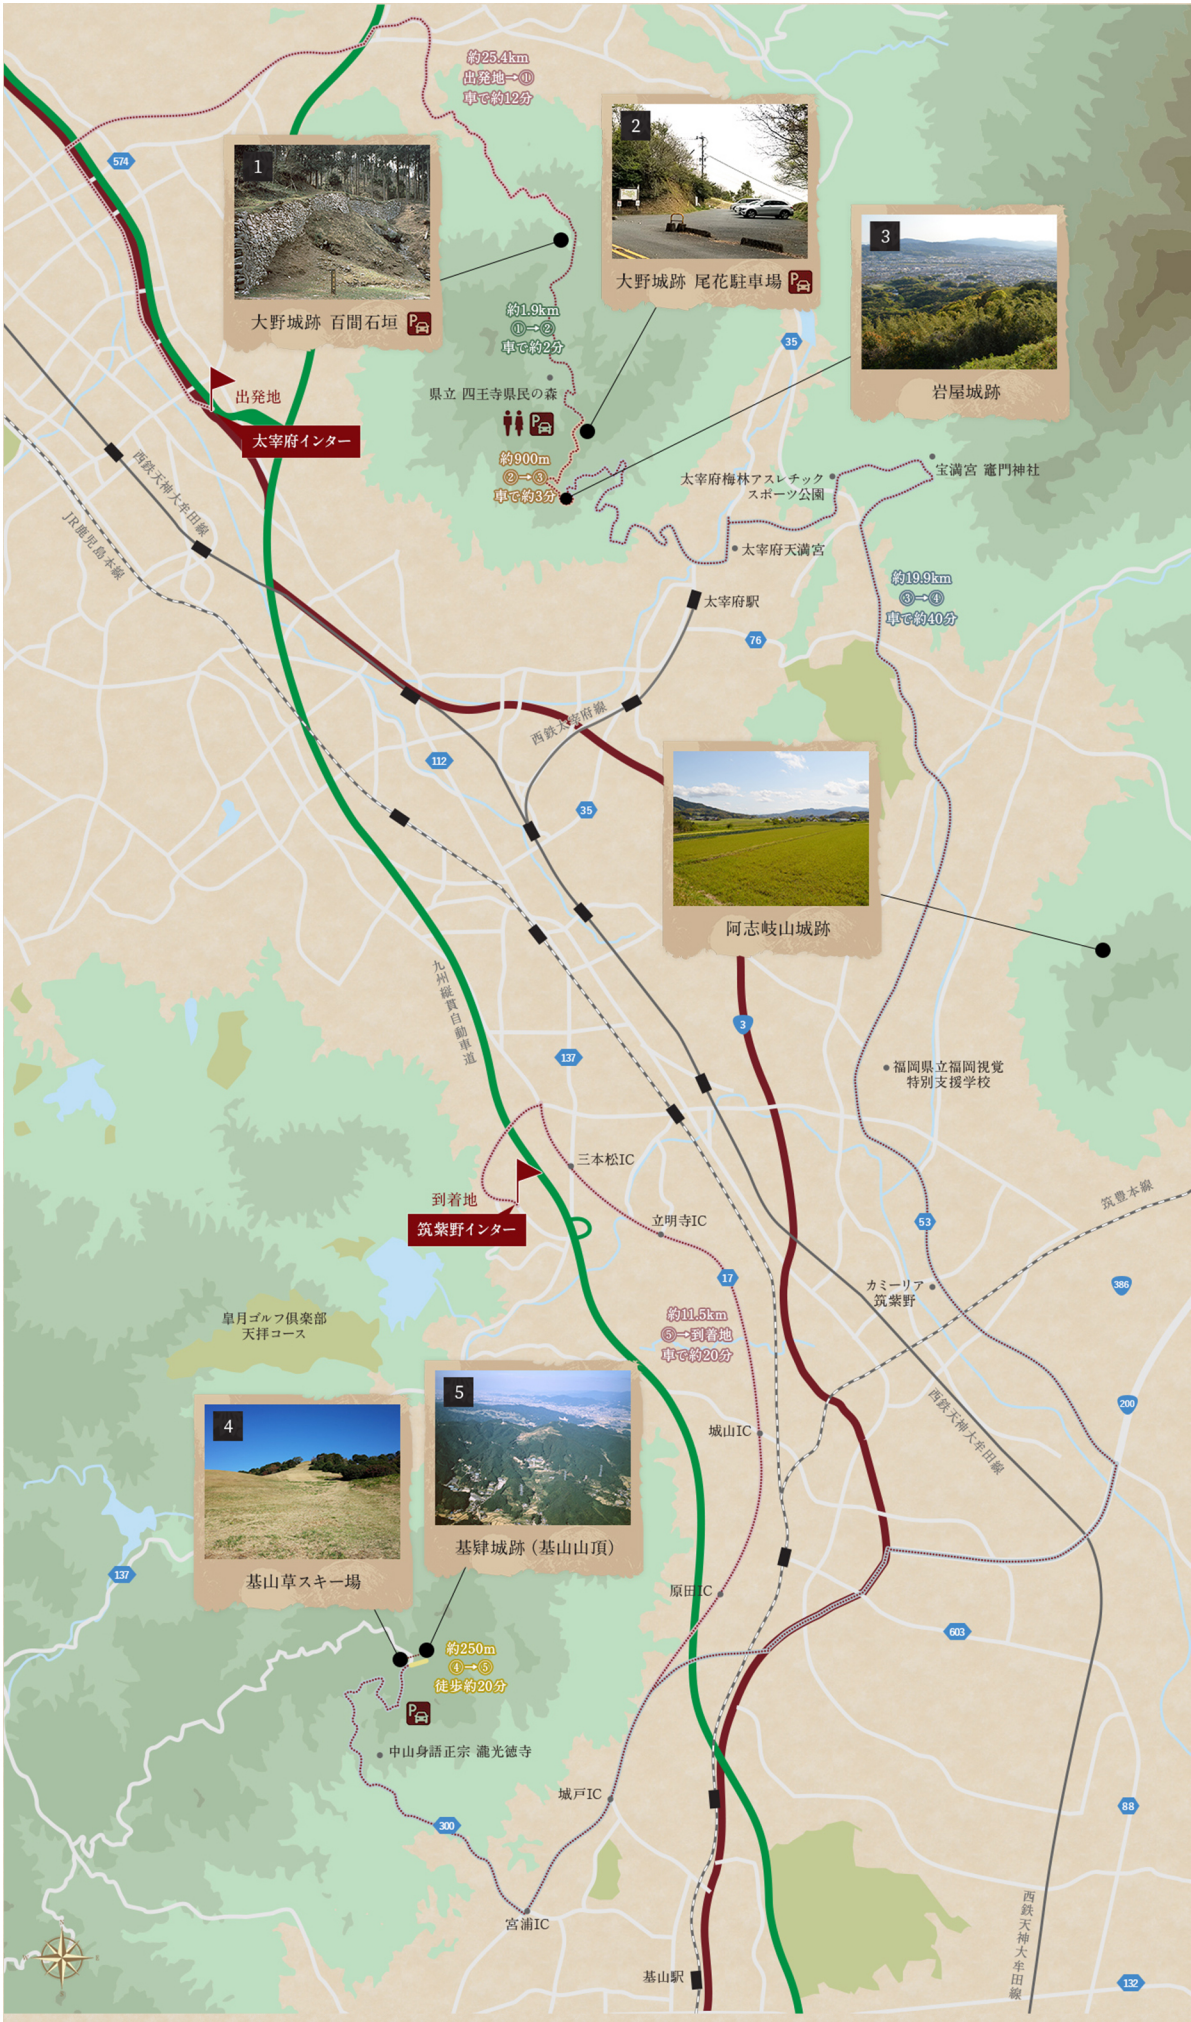 約25.4km
出発地→①
車で約12分
574
1
大野城跡 百間石垣
P
2
大野城跡 尾花駐車場
P
3
岩屋城跡
35
約1.9km
①→②
車で約2分
県立 四王寺県民の森
P
約900m
②→③
車で約3分
出発地
太宰府インター
西鉄天神大牟田線
JR鹿児島本線
太宰府梅林アスレチック
スポーツ公園
宝満宮 竈門神社
太宰府天満宮
約19.9km
③→④
車で約40分
太宰府駅
76
西鉄太宰府線
112
35
阿志岐山城跡
九州縦貫自動車道
3
137
福岡県立福岡視覚
特別支援学校
三本松IC
到着地
筑紫野インター
立明寺IC
筑豊本線
53
17
カミーリア
筑紫野
386
皐月ゴルフ倶楽部
天拝コース
約11.5km
⑤→到着地
車で約20分
4
基山草スキー場
5
基肄城跡（基山山頂）
城山IC
西鉄天神大牟田線
200
137
原田IC
603
約250m
④→⑤
徒歩約20分
P
中山身語正宗 瀧光徳寺
城戸IC
300
88
宮浦IC
基山駅
西鉄天神大牟田線
132